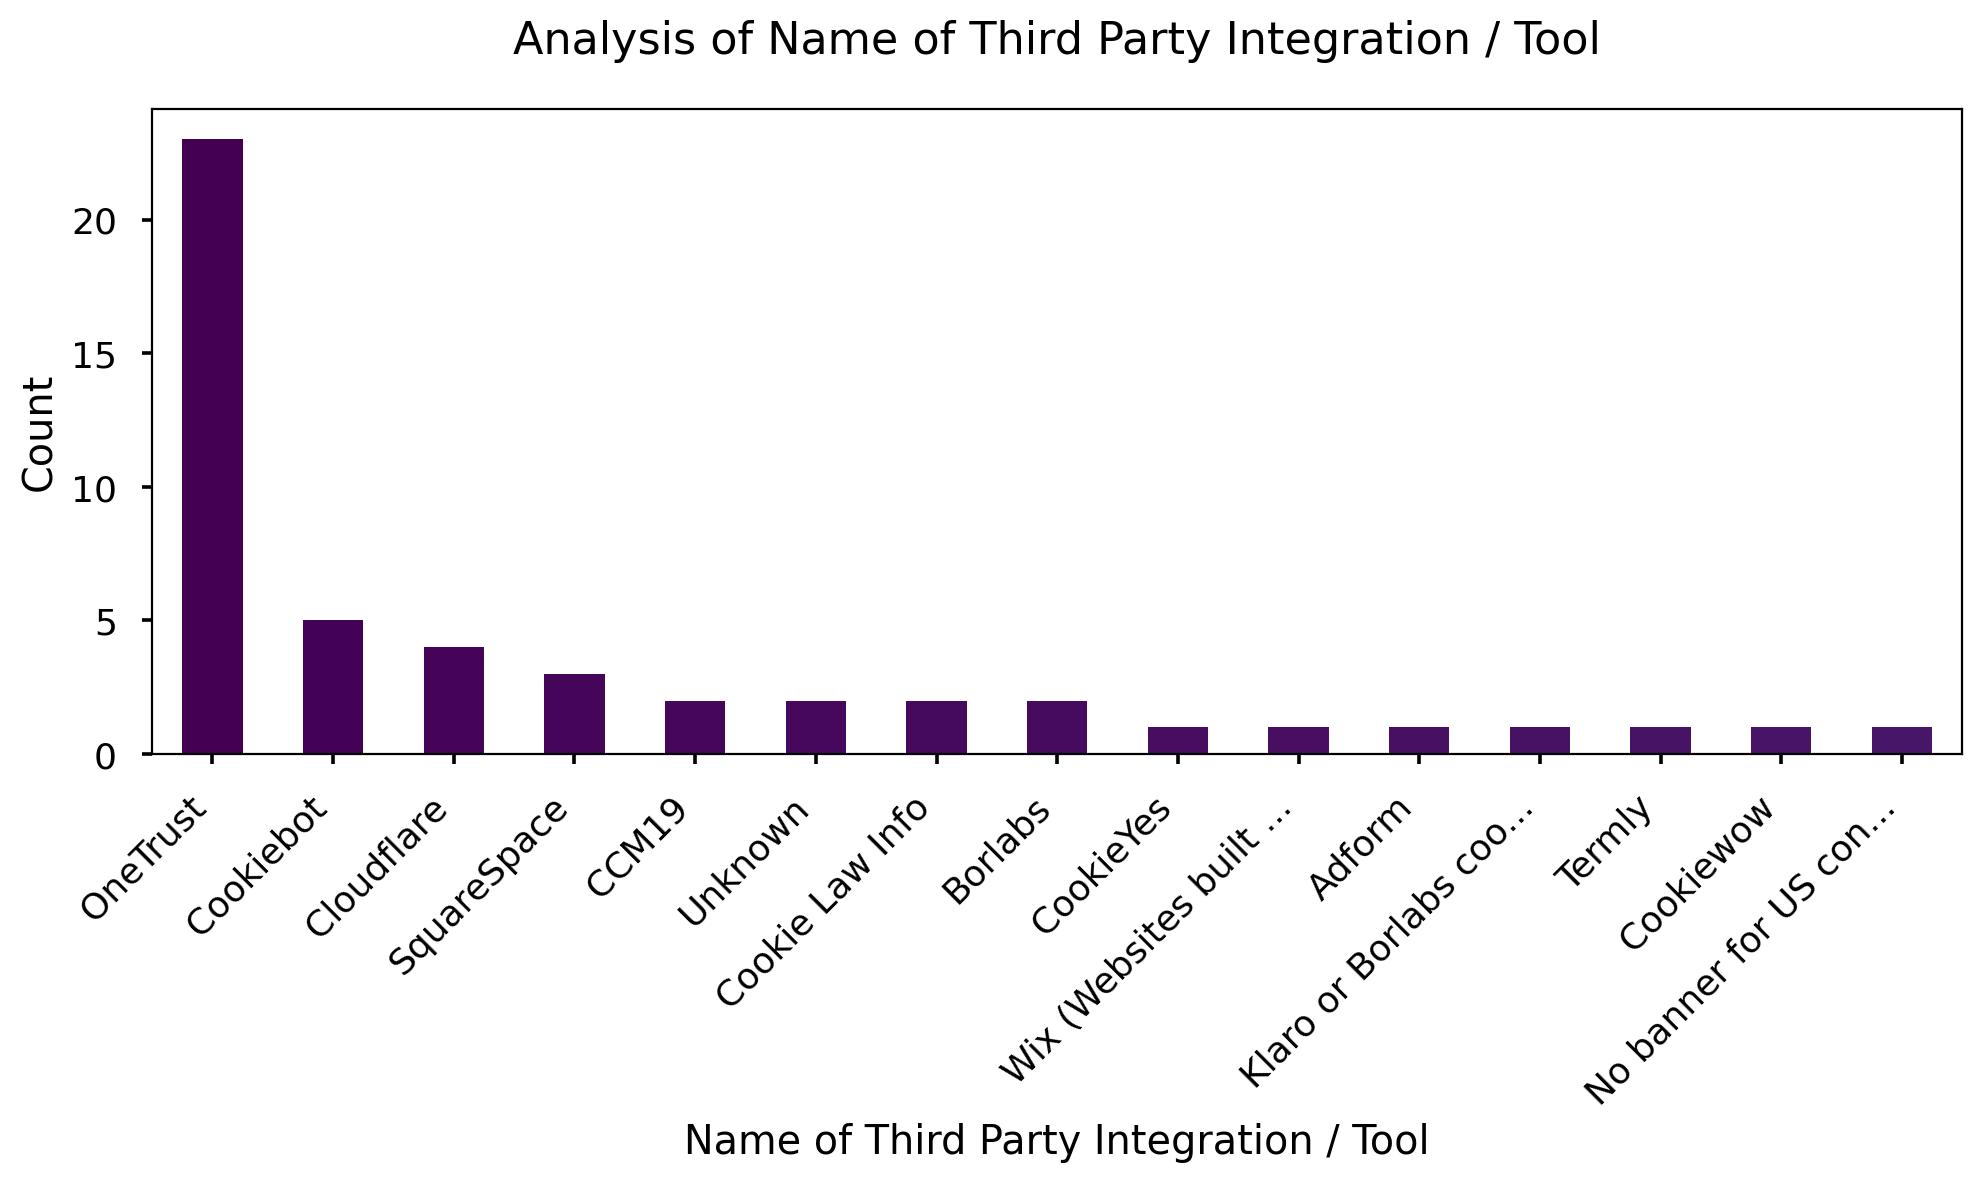 Analysis of Name of Third Party Integration / Tool
Count
20
15
10
5
0
OneTrust
Cookiebot
Cloudflare
SquareSpace
CCM19
Unknown
Cookie Law Info
Borlabs
CookieYes
Wix (Websites built ...
Adform
Klaro or Borlabs coo...
Termly
Cookiewow
No banner for US con...
Name of Third Party Integration / Tool